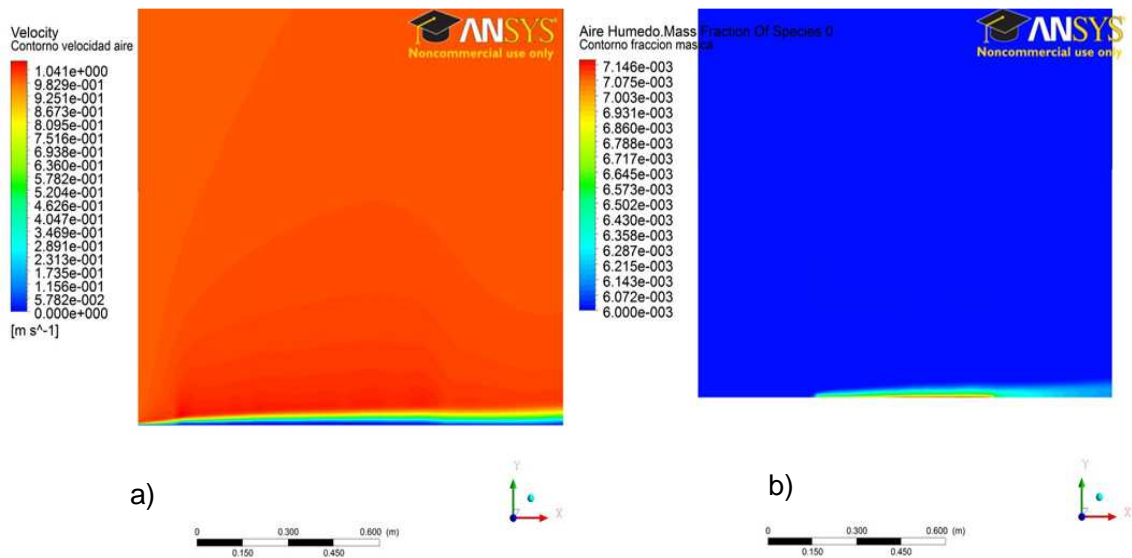 Velocity
Contorno velocidad aire
1.041e+000
9.829e-001
9.251e-001
8.673e-001
8.095e-001
7.516e-001
6.938e-001
6.360e-001
5.782e-001
5.204e-001
4.626e-001
4.047e-001
3.469e-001
2.891e-001
2.313e-001
1.735e-001
1.156e-001
5.782e-002
0.000e+000
[m s^-1]
ANSYS
Noncommercial use only
a)
Y
Z
X
0 0.300 0.600 (m)
0.150 0.450
Aire Humedo.Mass Fraction Of Species 0
Contorno fraccion masica
7.146e-003
7.075e-003
7.003e-003
6.931e-003
6.860e-003
6.788e-003
6.717e-003
6.645e-003
6.573e-003
6.502e-003
6.430e-003
6.358e-003
6.287e-003
6.215e-003
6.143e-003
6.072e-003
6.000e-003
ANSYS
Noncommercial use only
b)
Y
Z
X
0 0.300 0.600 (m)
0.150 0.450